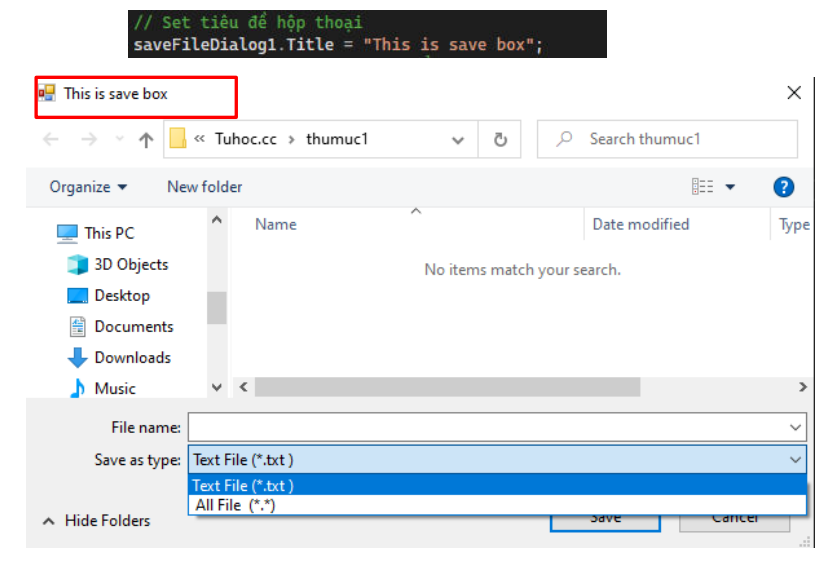 // Set tiêu để hộp thoại
saveFileDialog1.Title = "This is save box";
This is save box
« Tuhoc.cc > thumuc1
Search thumuc1
Organize
New folder
?
This PC
3D Objects
Desktop
Documents
Downloads
Music
Name
Date modified
Type
No items match your search.
File name:
Save as type: Text File (*.txt )
Text File (*.txt )
All File (*.*)
Hide Folders
Save
Cancel